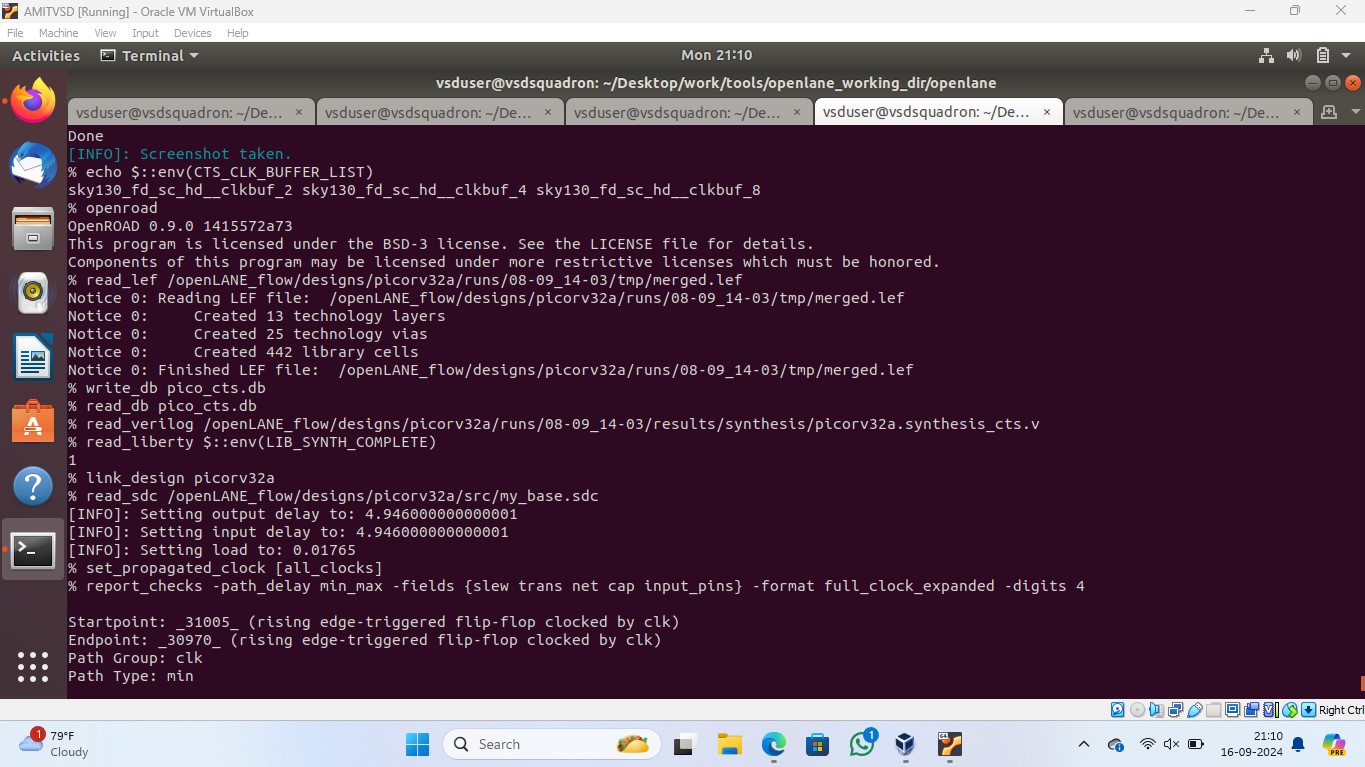 AMITVSD [Running] - Oracle VM VirtualBox
File Machine View Input Devices Help
Activities Terminal Mon 21:10
vsduser@vsdsquadron: ~/Desktop/work/tools/openlane_working_dir/openlane
vsduser@vsdsquadron: ~/De... × vsduser@vsdsquadron: ~/De... × vsduser@vsdsquadron: ~/De... × vsduser@vsdsquadron: ~/De... × vsduser@vsdsquadron: ~/De... ×
Done
[INFO]: Screenshot taken.
% echo $::env(CTS_CLK_BUFFER_LIST)
sky130_fd_sc_hd__clkbuf_2 sky130_fd_sc_hd__clkbuf_4 sky130_fd_sc_hd__clkbuf_8
% openroad
OpenROAD 0.9.0 1415572a73
This program is licensed under the BSD-3 license. See the LICENSE file for details.
Components of this program may be licensed under more restrictive licenses which must be honored.
% read_lef /openLANE_flow/designs/picorv32a/runs/08-09_14-03/tmp/merged.lef
Notice 0: Reading LEF file:  /openLANE_flow/designs/picorv32a/runs/08-09_14-03/tmp/merged.lef
Notice 0:     Created 13 technology layers
Notice 0:     Created 25 technology vias
Notice 0:     Created 442 library cells
Notice 0: Finished LEF file:  /openLANE_flow/designs/picorv32a/runs/08-09_14-03/tmp/merged.lef
% write_db pico_cts.db
% read_db pico_cts.db
% read_verilog /openLANE_flow/designs/picorv32a/runs/08-09_14-03/results/synthesis/picorv32a.synthesis_cts.v
% read_liberty $::env(LIB_SYNTH_COMPLETE)
1
% link_design picorv32a
% read_sdc /openLANE_flow/designs/picorv32a/src/my_base.sdc
[INFO]: Setting output delay to: 4.946000000000001
[INFO]: Setting input delay to: 4.946000000000001
[INFO]: Setting load to: 0.01765
% set_propagated_clock [all_clocks]
% report_checks -path_delay min_max -fields {slew trans net cap input_pins} -format full_clock_expanded -digits 4
Startpoint: _31005_ (rising edge-triggered flip-flop clocked by clk)
Endpoint: _30970_ (rising edge-triggered flip-flop clocked by clk)
Path Group: clk
Path Type: min
Right Ctrl
1
79°F
Cloudy
Search
1
PRE
21:10
16-09-2024